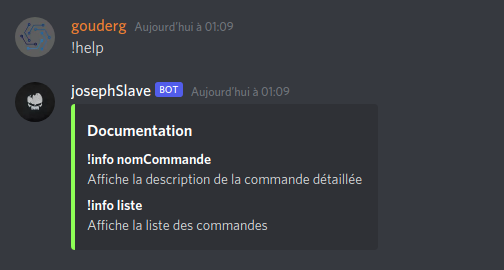 gouderg Aujourd'hui à 01:09
!help
josephSlave BOT Aujourd'hui à 01:09
Documentation
!info nomCommande
Affiche la description de la commande détaillée
!info liste
Affiche la liste des commandes